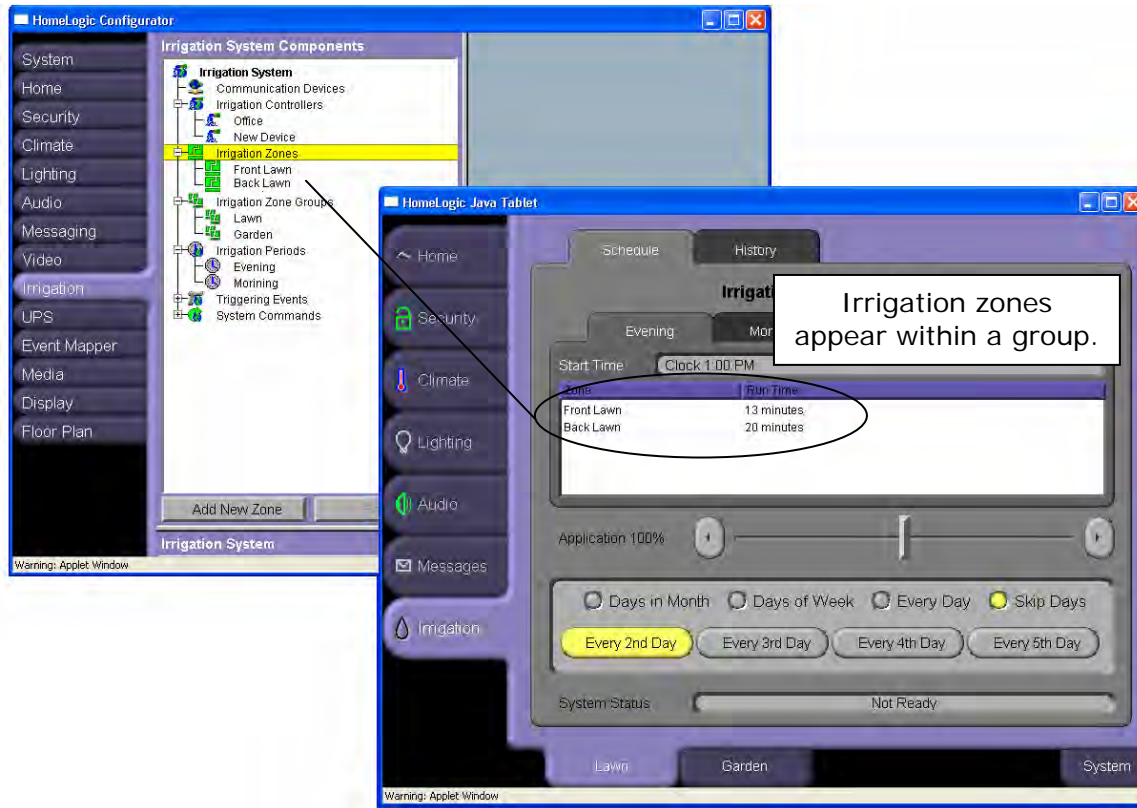 HomeLogic Configurator
System
Home
Security
Climate
Lighting
Audio
Messaging
Video
Irrigation
UPS
Event Mapper
Media
Display
Floor Plan
Irrigation System Components
Irrigation System
Communication Devices
Irrigation Controllers
Office
New Device
Irrigation Zones
Front Lawn
Back Lawn
Irrigation Zone Groups
Lawn
Garden
Irrigation Periods
Evening
Morining
Triggering Events
System Commands
Add New Zone
Irrigation System
Warning: Applet Window
HomeLogic Java Tablet
Home
Security
Climate
Lighting
Audio
Messages
Irrigation
Schedule
History
Irrigati
Irrigation zones
appear within a group.
Evening
Mor
Start Time Clock 1:00 PM
Zone Run Time
Front Lawn 13 minutes
Back Lawn 20 minutes
Application 100%
Days in Month Days of Week Every Day Skip Days
Every 2nd Day Every 3rd Day Every 4th Day Every 5th Day
System Status Not Ready
Lawn Garden System
Warning: Applet Window